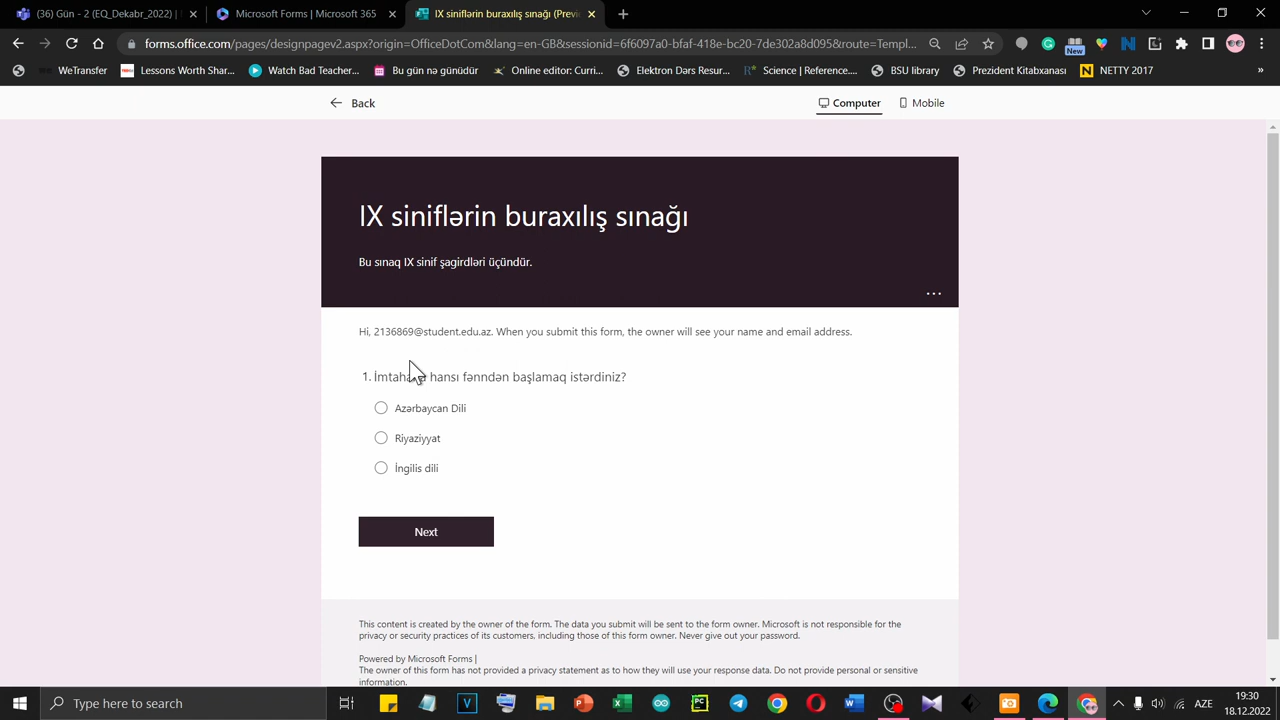 (36) Gün - 2 (EQ_Dekabr_2022) |
Microsoft Forms | Microsoft 365
IX siniflərin buraxılış sınağı (Previ
forms.office.com/pages/designpagev2.aspx?origin=OfficeDotCom&lang=en-GB&sessionid=6f6097a0-bfaf-418e-bc20-7de302a8d095&route=Templ...
New
WeTransfer
Lessons Worth Shar...
Watch Bad Teacher...
Bu gün nə günüdür
Online editor: Curri...
Elektron Dərs Resur...
Science | Reference....
BSU library
Prezident Kitabxanası
NETTY 2017
»
Back
Computer
Mobile
IX siniflərin buraxılış sınağı
Bu sınaq IX sinif şagirdləri üçündür.
...
Hi, 2136869@student.edu.az. When you submit this form, the owner will see your name and email address.
1. hansı fənndən başlamaq istərdiniz?
Azərbaycan Dili
Riyaziyyat
İngilis dili
Next
This content is created by the owner of the form. The data you submit will be sent to the form owner. Microsoft is not responsible for the
privacy or security practices of its customers, including those of this form owner. Never give out your password.
Powered by Microsoft Forms |
The owner of this form has not provided a privacy statement as to how they will use your response data. Do not provide personal or sensitive
information.
Type here to search
AZE
19:30
18.12.2022